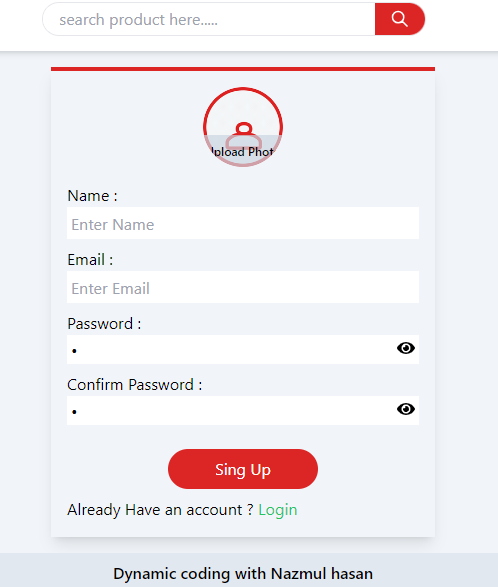 search product here.....
Upload Phot
Name :
Enter Name
Email :
Enter Email
Password :
•
Confirm Password :
•
Sing Up
Already Have an account ? Login
Dynamic coding with Nazmul hasan